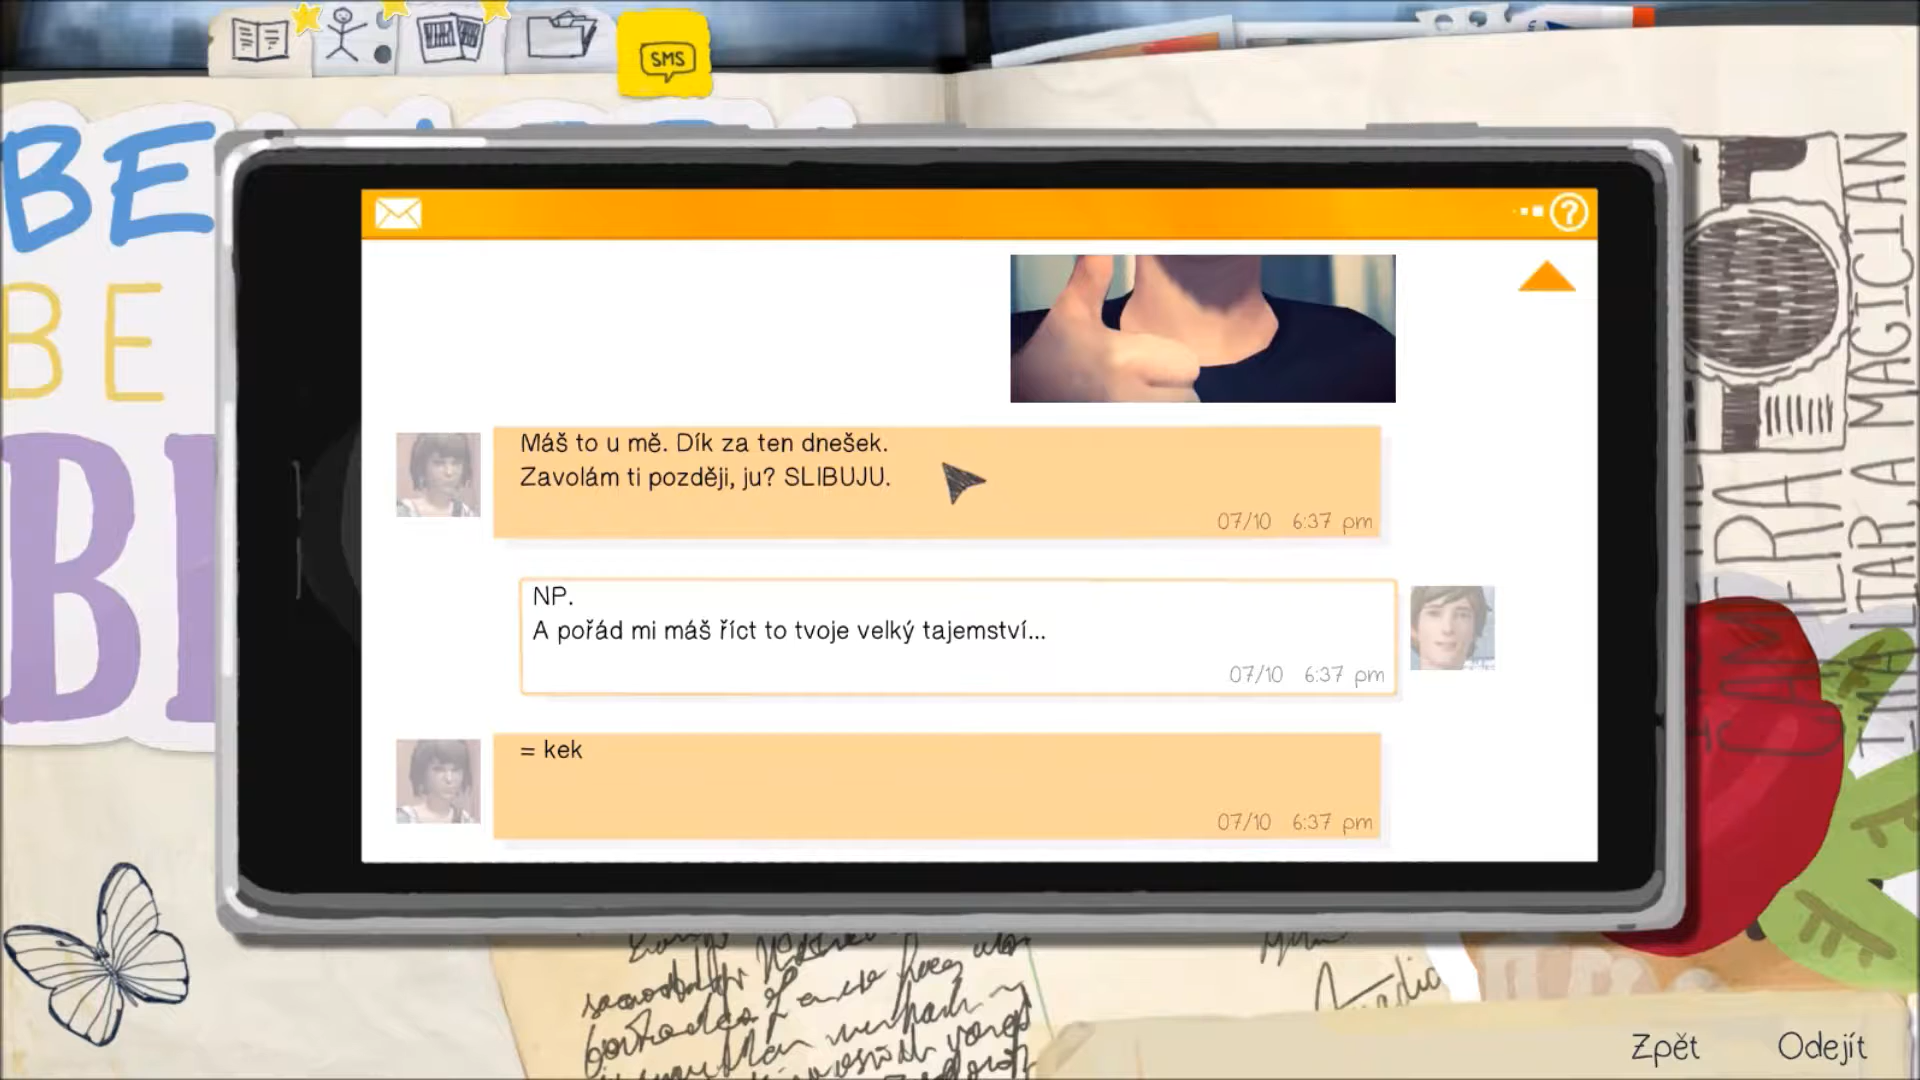 SMS
BE
BE
Máš to u mě. Dík za ten dnešek.
Zavolám ti později, ju? SLIBUJU.
07/10 6:37 pm
NP.
A pořád mi máš říct to tvoje velký tajemství...
07/10 6:37 pm
= kek
07/10 6:37 pm
CAMERA
I'M A LIAR, A MAGICIAN
Zpět
Odejít